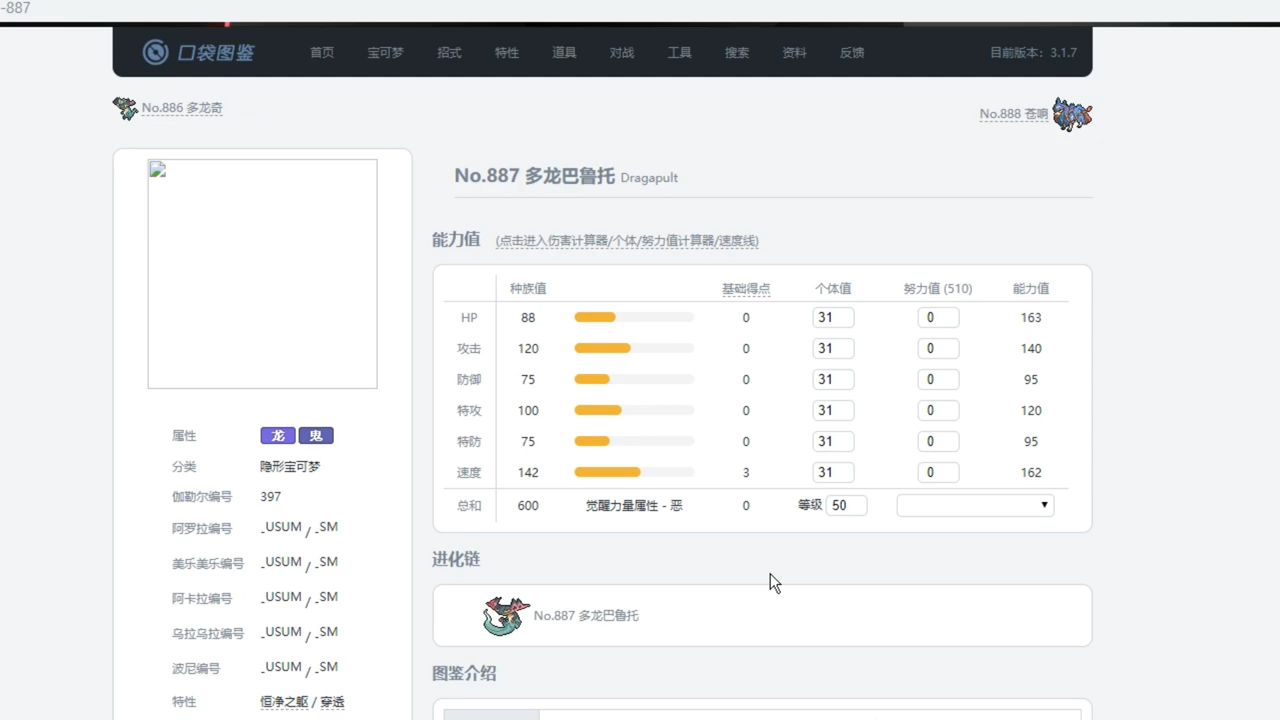 -887
口袋图鉴 首页 宝可梦 招式 特性 道具 对战 工具 搜索 资料 反馈 目前版本：3.1.7
No.886 多龙奇
No.888 苍响
No.887 多龙巴鲁托 Dragapult
能力值 (点击进入伤害计算器/个体/努力值计算器/速度线)
种族值 基础得点 个体值 努力值 (510) 能力值
HP 88 0 31 0 163
攻击 120 0 31 0 140
防御 75 0 31 0 95
特攻 100 0 31 0 120
特防 75 0 31 0 95
速度 142 3 31 0 162
总和 600 觉醒力量属性 - 恶 0 等级 50
进化链
No.887 多龙巴鲁托
图鉴介绍
属性 龙 鬼
分类 隐形宝可梦
伽勒尔编号 397
阿罗拉编号 -USUM / -SM
美乐美乐编号 -USUM / -SM
阿卡拉编号 -USUM / -SM
乌拉乌拉编号 -USUM / -SM
波尼编号 -USUM / -SM
特性 恒净之躯 / 穿透